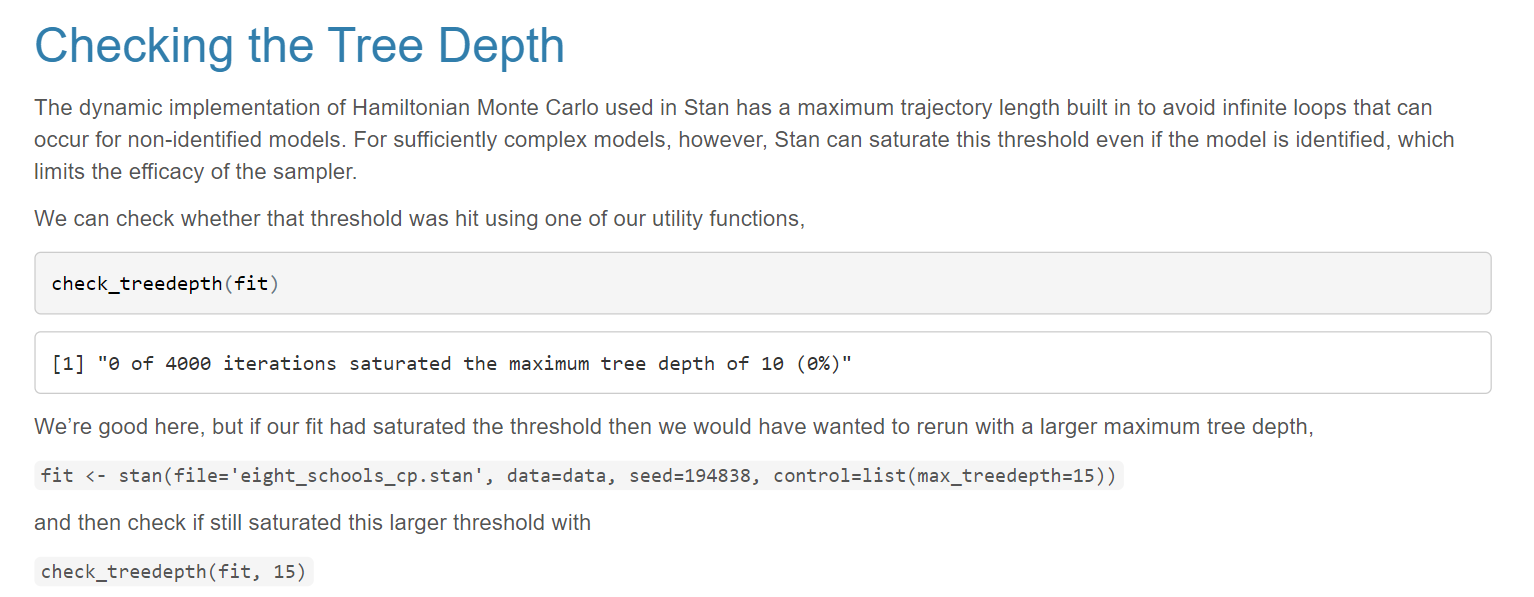 Checking the Tree Depth
The dynamic implementation of Hamiltonian Monte Carlo used in Stan has a maximum trajectory length built in to avoid infinite loops that can
occur for non-identified models. For sufficiently complex models, however, Stan can saturate this threshold even if the model is identified, which
limits the efficacy of the sampler.
We can check whether that threshold was hit using one of our utility functions,
check_treedepth(fit)
[1] "0 of 4000 iterations saturated the maximum tree depth of 10 (0%)"
We’re good here, but if our fit had saturated the threshold then we would have wanted to rerun with a larger maximum tree depth,
fit <- stan(file='eight_schools_cp.stan', data=data, seed=194838, control=list(max_treedepth=15))
and then check if still saturated this larger threshold with
check_treedepth(fit, 15)